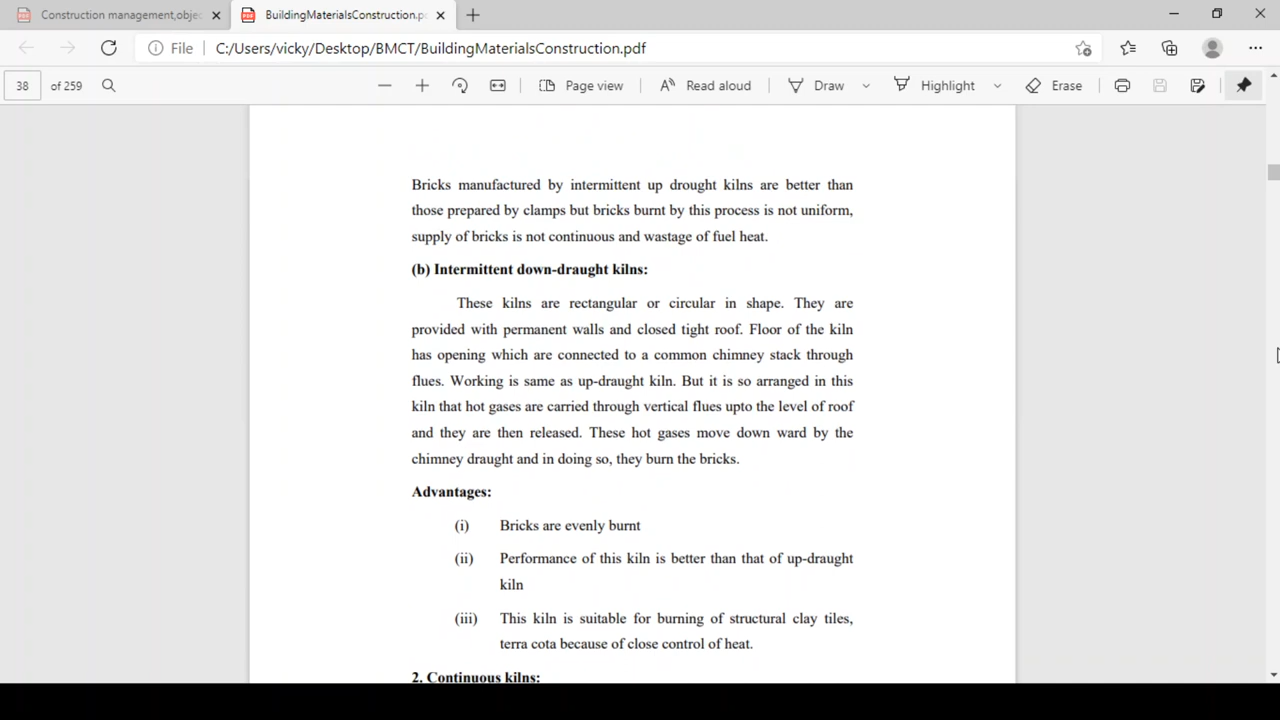 Construction management,objec
BuildingMaterialsConstruction.p
File
C:/Users/vicky/Desktop/BMCT/BuildingMaterialsConstruction.pdf
38 of 259
Page view
Read aloud
Draw
Highlight
Erase
Bricks manufactured by intermittent up drought kilns are better than
those prepared by clamps but bricks burnt by this process is not uniform,
supply of bricks is not continuous and wastage of fuel heat.
(b) Intermittent down-draught kilns:
These kilns are rectangular or circular in shape. They are
provided with permanent walls and closed tight roof. Floor of the kiln
has opening which are connected to a common chimney stack through
flues. Working is same as up-draught kiln. But it is so arranged in this
kiln that hot gases are carried through vertical flues upto the level of roof
and they are then released. These hot gases move down ward by the
chimney draught and in doing so, they burn the bricks.
Advantages:
(i) Bricks are evenly burnt
(ii) Performance of this kiln is better than that of up-draught
kiln
(iii) This kiln is suitable for burning of structural clay tiles,
terra cota because of close control of heat.
2. Continuous kilns: